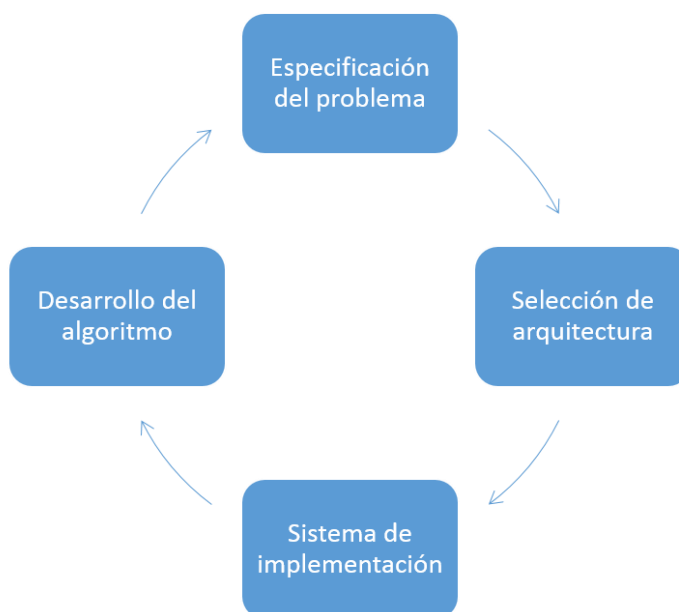 Especificación
del problema
Selección de
arquitectura
Sistema de
implementación
Desarrollo del
algoritmo